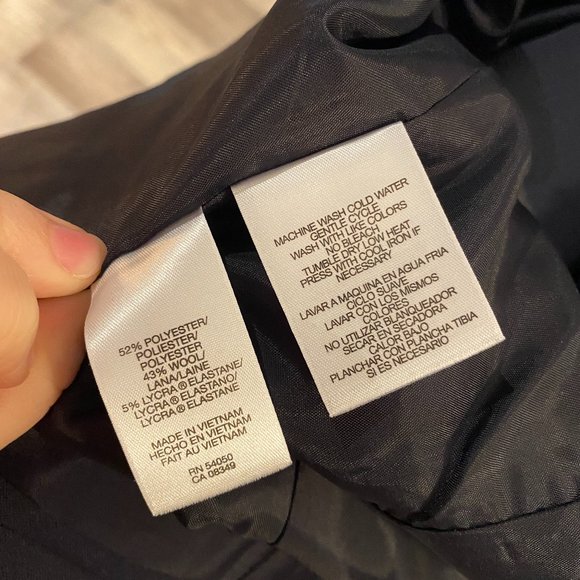 52% POLYESTER/
POLIESTER/
POLYESTER
43% WOOL/
LANA/LAINE
5% LYCRA® ELASTANE/
LYCRA® ELASTANO/
LYCRA® ELASTANE
MADE IN VIETNAM
HECHO EN VIETNAM
FAIT AU VIETNAM
RN 54050
CA 08349
MACHINE WASH COLD WATER
GENTLE CYCLE
WASH WITH LIKE COLORS
NO BLEACH
TUMBLE DRY LOW HEAT
PRESS WITH COOL IRON IF
NECESSARY
LAVAR A MAQUINA EN AGUA FRIA
CICLO SUAVE
LAVAR CON LOS MISMOS
COLORES
NO UTILIZAR BLANQUEADOR
SECAR EN SECADORA
CALOR BAJO
PLANCHAR CON PLANCHA TIBIA
SI ES NECESARIO